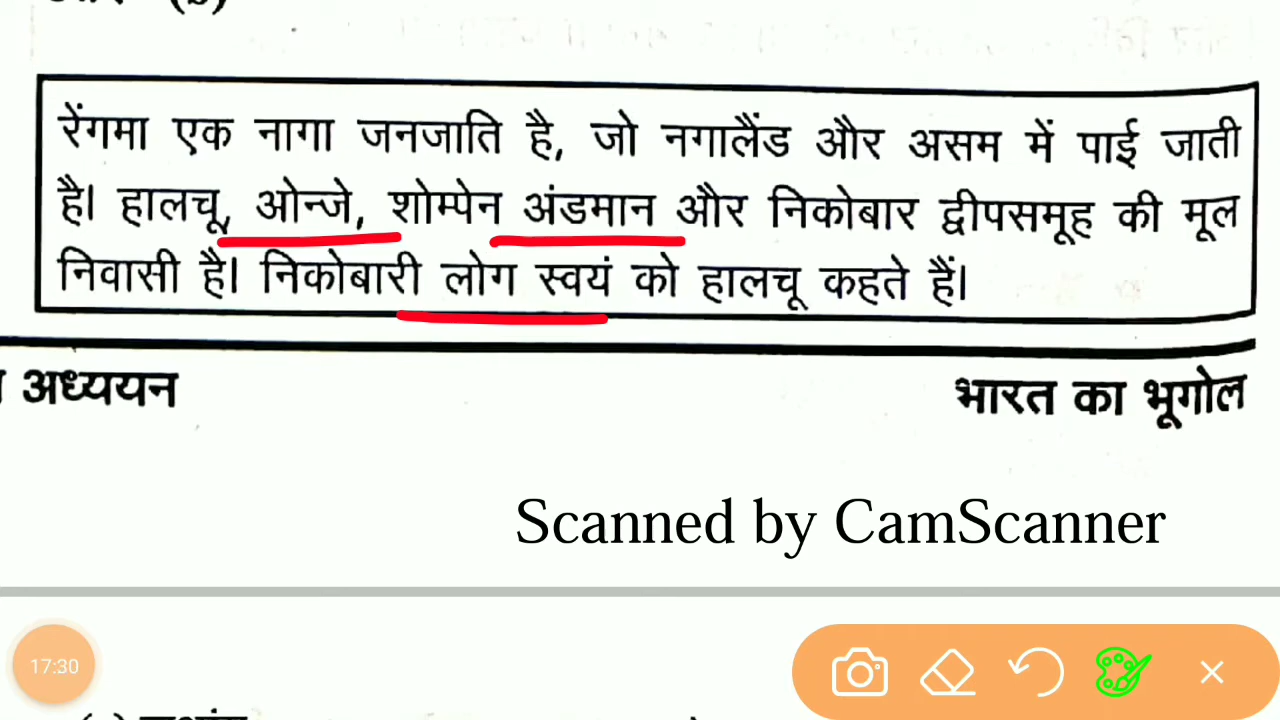 रेंगमा एक नागा जनजाति है, जो नगालैंड और असम में पाई जाती
है। हालचू, ओन्जे, शोम्पेन अंडमान और निकोबार द्वीपसमूह की मूल
निवासी है। निकोबारी लोग स्वयं को हालचू कहते हैं।
अध्ययन
भारत का भूगोल
Scanned by CamScanner
17:30